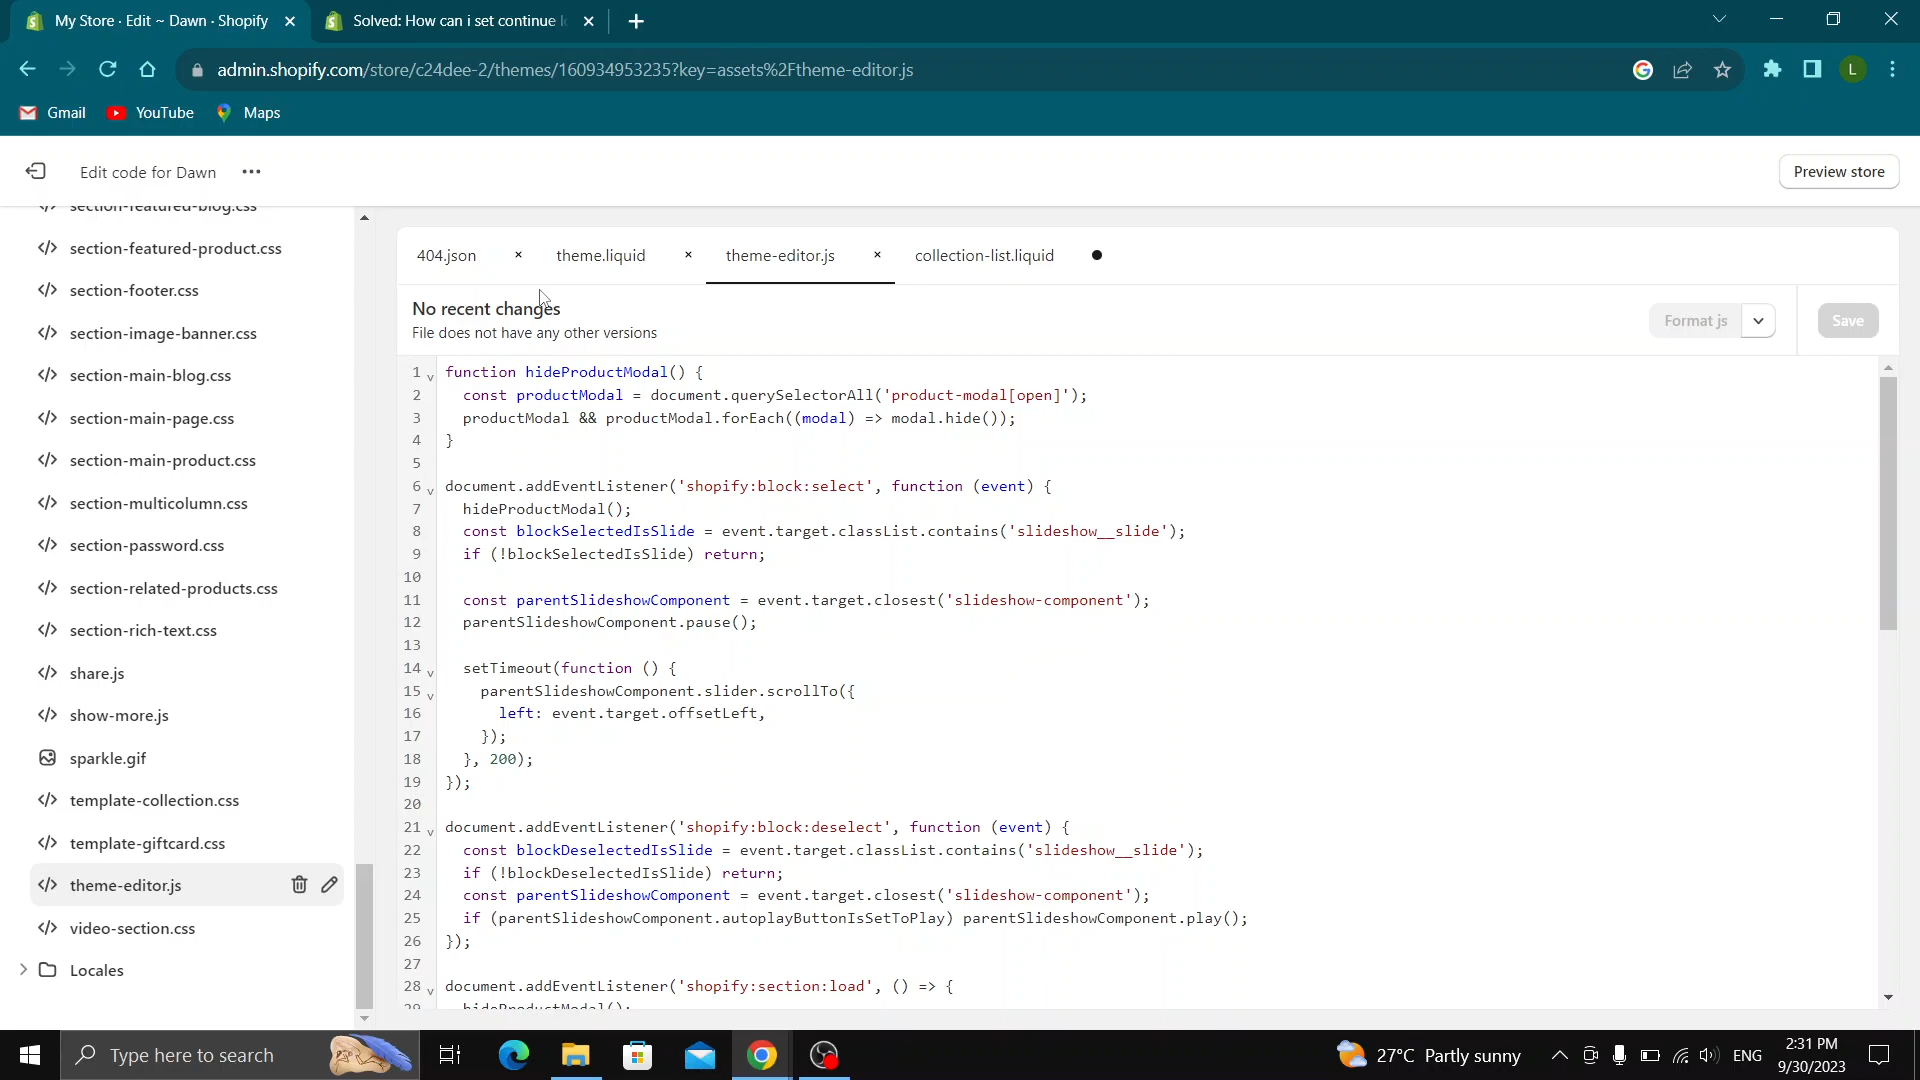 My Store · Edit ~ Dawn · Shopify
Solved: How can i set continue
admin.shopify.com/store/c24dee-2/themes/160934953235?key=assets%2Ftheme-editor.js
L
Gmail
YouTube
Maps
Edit code for Dawn
Preview store
section-featured-blog.css
section-featured-product.css
section-footer.css
section-image-banner.css
section-main-blog.css
section-main-page.css
section-main-product.css
section-multicolumn.css
section-password.css
section-related-products.css
section-rich-text.css
share.js
show-more.js
sparkle.gif
template-collection.css
template-giftcard.css
theme-editor.js
video-section.css
Locales
404.json
theme.liquid
theme-editor.js
collection-list.liquid
No recent changes
File does not have any other versions
Format js
Save
1 function hideProductModal() {
2 const productModal = document.querySelectorAll('product-modal[open]');
3 productModal && productModal.forEach((modal) => modal.hide());
4 }
5
6 document.addEventListener('shopify:block:select', function (event) {
7 hideProductModal();
8 const blockSelectedIsSlide = event.target.classList.contains('slideshow__slide');
9 if (!blockSelectedIsSlide) return;
10
11 const parentSlideshowComponent = event.target.closest('slideshow-component');
12 parentSlideshowComponent.pause();
13
14 setTimeout(function () {
15 parentSlideshowComponent.slider.scrollTo({
16 left: event.target.offsetLeft,
17 });
18 }, 200);
19 });
20
21 document.addEventListener('shopify:block:deselect', function (event) {
22 const blockDeselectedIsSlide = event.target.classList.contains('slideshow__slide');
23 if (!blockDeselectedIsSlide) return;
24 const parentSlideshowComponent = event.target.closest('slideshow-component');
25 if (parentSlideshowComponent.autoplayButtonIsSetToPlay) parentSlideshowComponent.play();
26 });
27
28 document.addEventListener('shopify:section:load', () => {
29 hideProductModal();
Type here to search
27°C Partly sunny
ENG
2:31 PM
9/30/2023